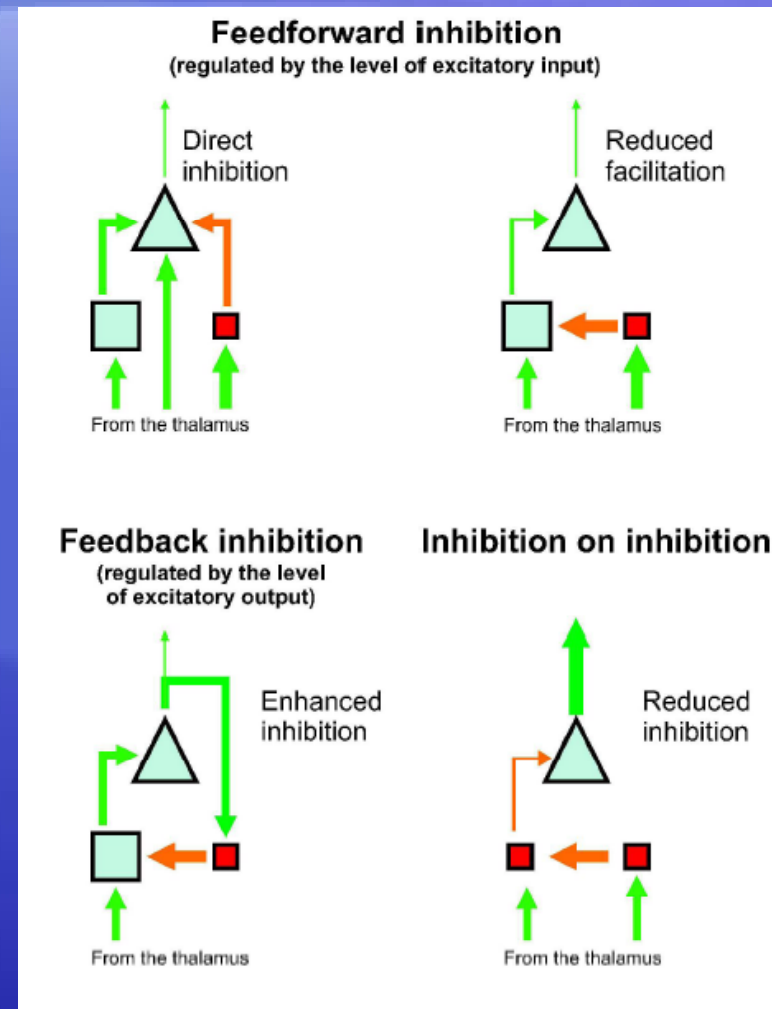 Feedforward inhibition
(regulated by the level of excitatory input)
Direct
inhibition
Reduced
facilitation
From the thalamus
From the thalamus
Feedback inhibition
(regulated by the level
of excitatory output)
Inhibition on inhibition
Enhanced
inhibition
Reduced
inhibition
From the thalamus
From the thalamus